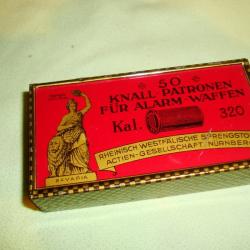 50
KNALL-PATRONEN
FÜR ALARM-WAFFEN
Kal. 320
RHEINISCH WESTFÄLISCHE SPRENGSTOFF
ACTIEN-GESELLSCHAFT, NÜRNBERG
BAVARIA